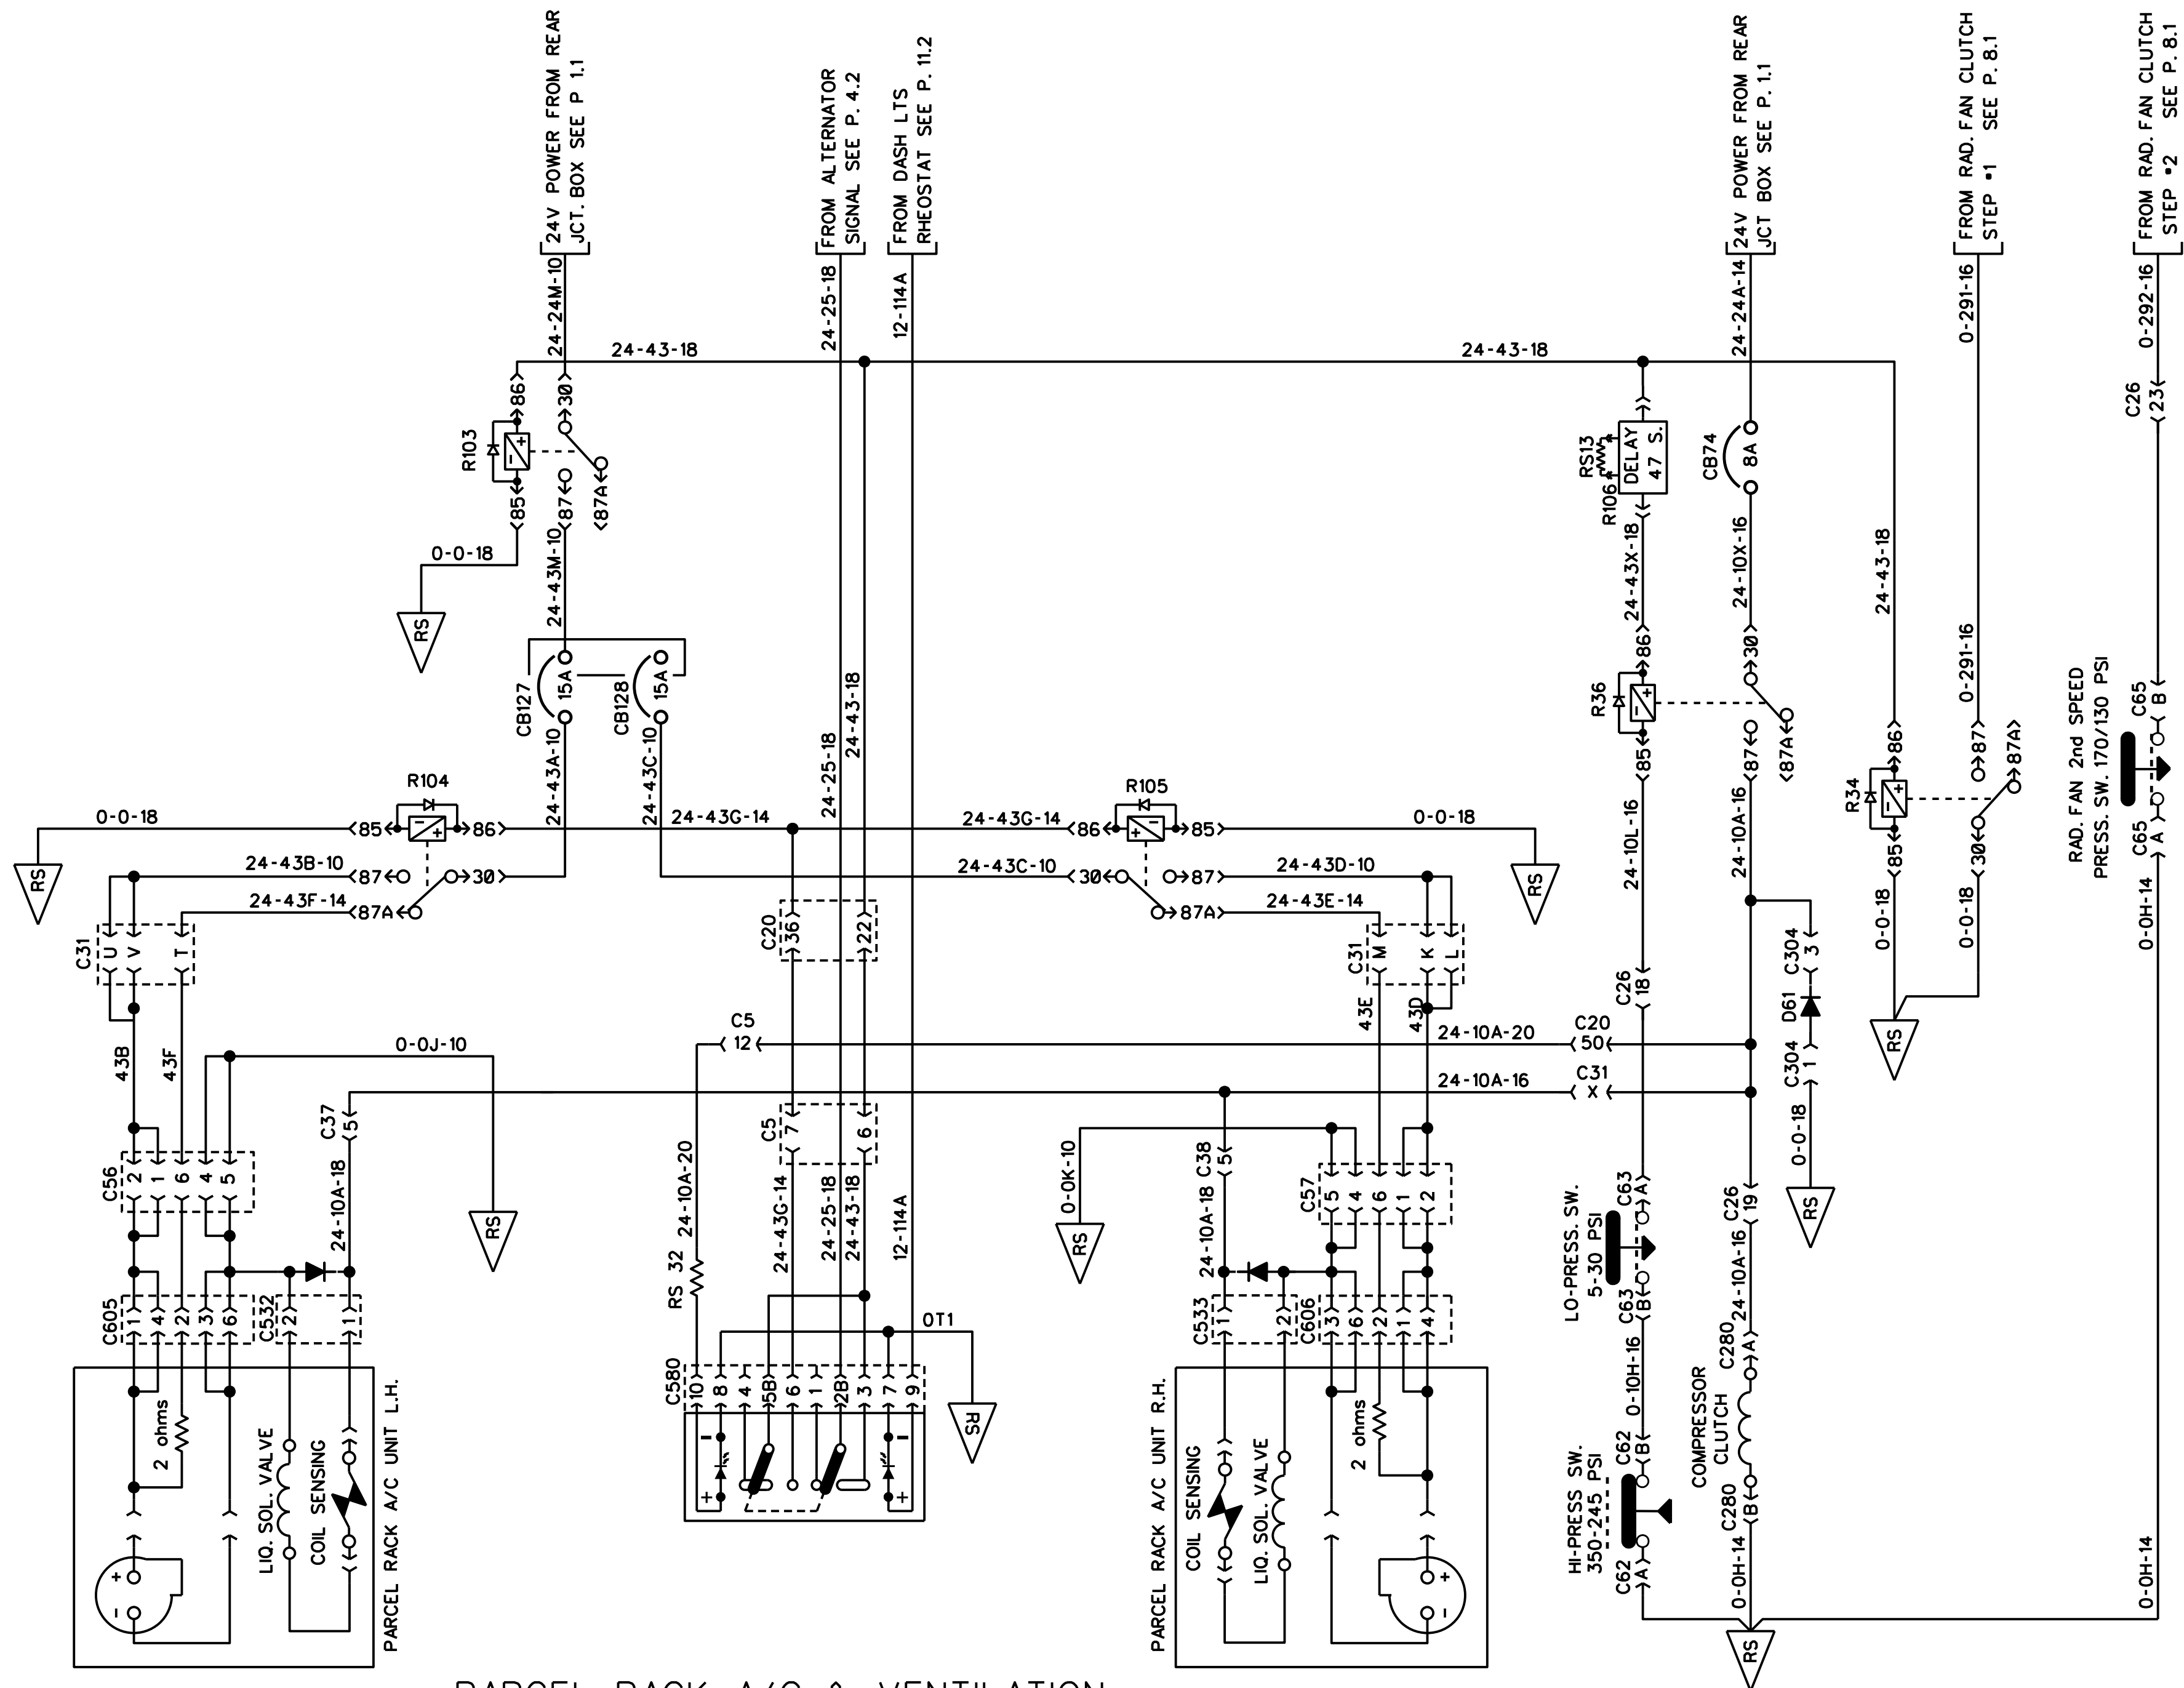 24V POWER FROM REAR
JCT. BOX SEE P 1.1
FROM ALTERNATOR
SIGNAL SEE P. 4.2
FROM DASH LTS
RHEOSTAT SEE P. 11.2
24V POWER FROM REAR
JCT BOX SEE P. 1.1
FROM RAD. FAN CLUTCH
STEP •1 SEE P. 8.1
FROM RAD. FAN CLUTCH
STEP •2 SEE P. 8.1
24-24M-10
24-25-18
12-114A
24-24A-14
0-291-16
0-292-16
24-43-18
24-43-18
86
30
R103
85
87
87A
0-0-18
RS
24-43M-10
C26
23
RS13
R106
DELAY
47 S.
CB74
8A
24-43X-18
24-10X-16
24-43-18
0-291-16
CB127
15A
CB128
15A
24-43A-10
24-43C-10
24-25-18
24-43-18
R36
86
30
85
87
87A
RAD. FAN 2nd SPEED
PRESS. SW. 170/130 PSI
C65
B
C65
A
R34
86
87
87A
85
30
R104
0-0-18
85
86
24-43G-14
24-43G-14
R105
86
85
0-0-18
RS
24-43B-10
87
30
24-43C-10
30
87
24-43D-10
RS
24-43F-14
87A
87A
24-43E-14
24-10L-16
24-10A-16
0-0-18
0-0-18
0-0H-14
C31
U
V
T
C20
36
22
C31
M
K
L
C26
18
C304
3
D61
C304
1
0-0-18
RS
RS
43B
43F
0-0J-10
RS
C5
12
43E
43D
24-10A-20
C20
50
24-10A-16
C31
X
C37
5
24-10A-18
C5
7
6
24-10A-20
RS 32
24-43G-14
24-25-18
24-43-18
12-114A
0-0K-10
RS
C38
5
24-10A-18
C56
2
1
6
4
5
C57
5
4
6
1
2
LO-PRESS. SW.
5-30 PSI
C63
A
C63
B
C26
19
24-10A-16
C605
1
4
2
3
6
C532
2
1
OT1
RS
C580
10
8
4
5B
6
1
2B
3
7
9
-
+
-
+
C533
1
2
C606
3
6
2
1
4
0-10H-16
C280
A
COMPRESSOR
CLUTCH
C280
B
HI-PRESS SW.
350-245 PSI
C62
B
C62
A
0-0H-14
0-0H-14
RS
2 ohms
LIQ. SOL. VALVE
COIL SENSING
+
-
PARCEL RACK A/C UNIT L.H.
PARCEL RACK A/C UNIT R.H.
COIL SENSING
LIQ. SOL. VALVE
2 ohms
+
-
PARCEL RACK A/C & VENTILATION